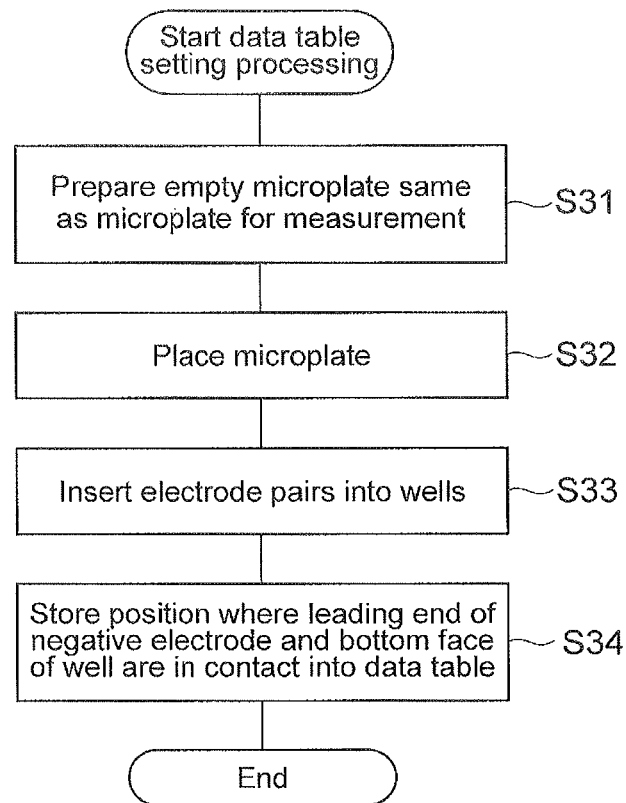 Start data table
setting processing
Prepare empty microplate same
as microplate for measurement
S31
Place microplate
S32
Insert electrode pairs into wells
S33
Store position where leading end of
negative electrode and bottom face
of well are in contact into data table
S34
End